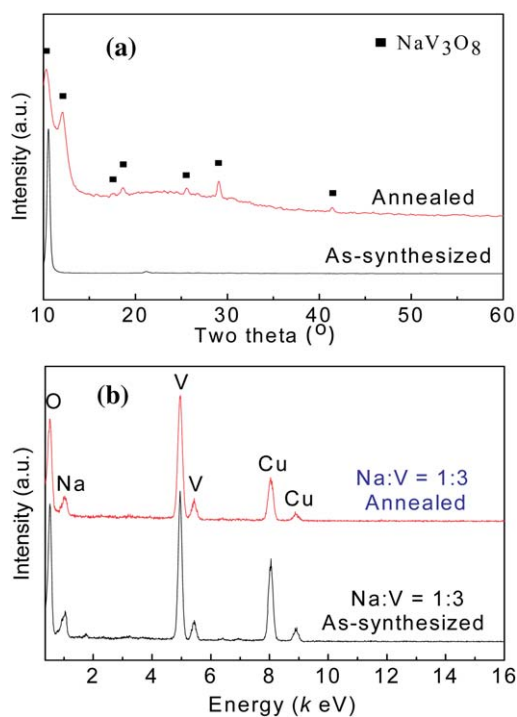 (a)
■ NaV₃O₈
Annealed
As-synthesized
Intensity (a.u.)
10 20 30 40 50 60
Two theta (°)
(b)
O
Na
V
V
Cu
Cu
Na:V = 1:3
Annealed
Na:V = 1:3
As-synthesized
Intensity (a.u.)
2 4 6 8 10 12 14 16
Energy (k eV)